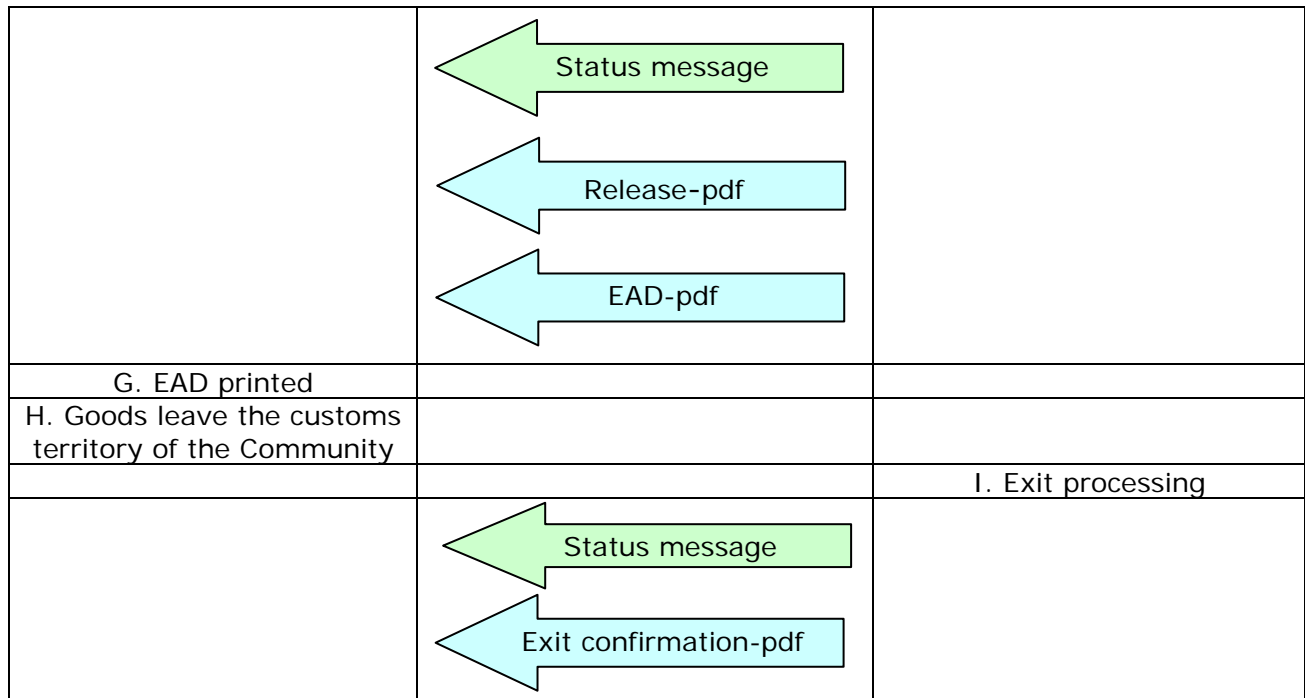 Status message
Release-pdf
EAD-pdf
G. EAD printed
H. Goods leave the customs
territory of the Community
I. Exit processing
Status message
Exit confirmation-pdf